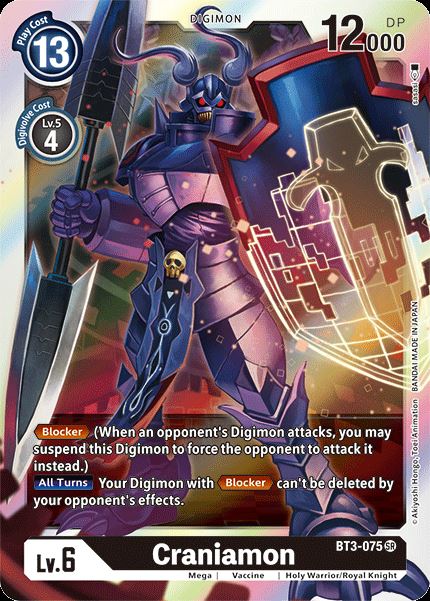 Play Cost
13
DIGIMON
DP
12000
Digivolve Cost
Lv.5
4
Blocker (When an opponent's Digimon attacks, you may
suspend this Digimon to force the opponent to attack it
instead.)
All Turns Your Digimon with Blocker can't be deleted by
your opponent's effects.
©Akiyoshi Hongo, Toei Animation BANDAI MADE IN JAPAN
Lv.6
Craniamon
BT3-075 SR
Mega | Vaccine | Holy Warrior/Royal Knight